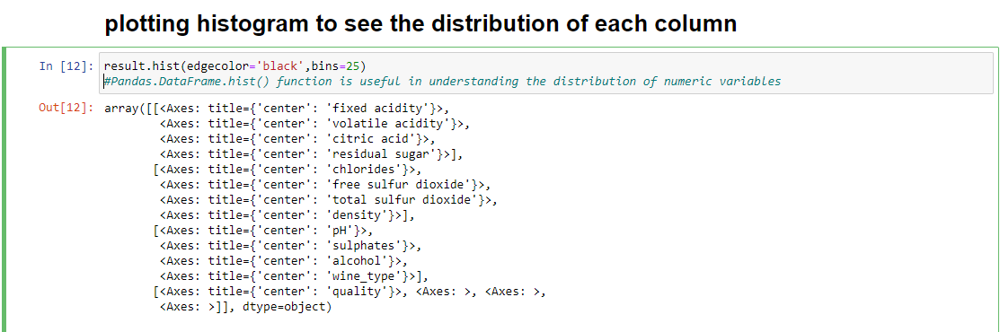 plotting histogram to see the distribution of each column
In [12]: result.hist(edgecolor='black',bins=25)
#Pandas.DataFrame.hist() function is useful in understanding the distribution of numeric variables
Out[12]: array([[<Axes: title={'center': 'fixed acidity'}>,
<Axes: title={'center': 'volatile acidity'}>,
<Axes: title={'center': 'citric acid'}>,
<Axes: title={'center': 'residual sugar'}>],
[<Axes: title={'center': 'chlorides'}>,
<Axes: title={'center': 'free sulfur dioxide'}>,
<Axes: title={'center': 'total sulfur dioxide'}>,
<Axes: title={'center': 'density'}>],
[<Axes: title={'center': 'pH'}>,
<Axes: title={'center': 'sulphates'}>,
<Axes: title={'center': 'alcohol'}>,
<Axes: title={'center': 'wine_type'}>],
[<Axes: title={'center': 'quality'}>, <Axes: >, <Axes: >,
<Axes: >]], dtype=object)